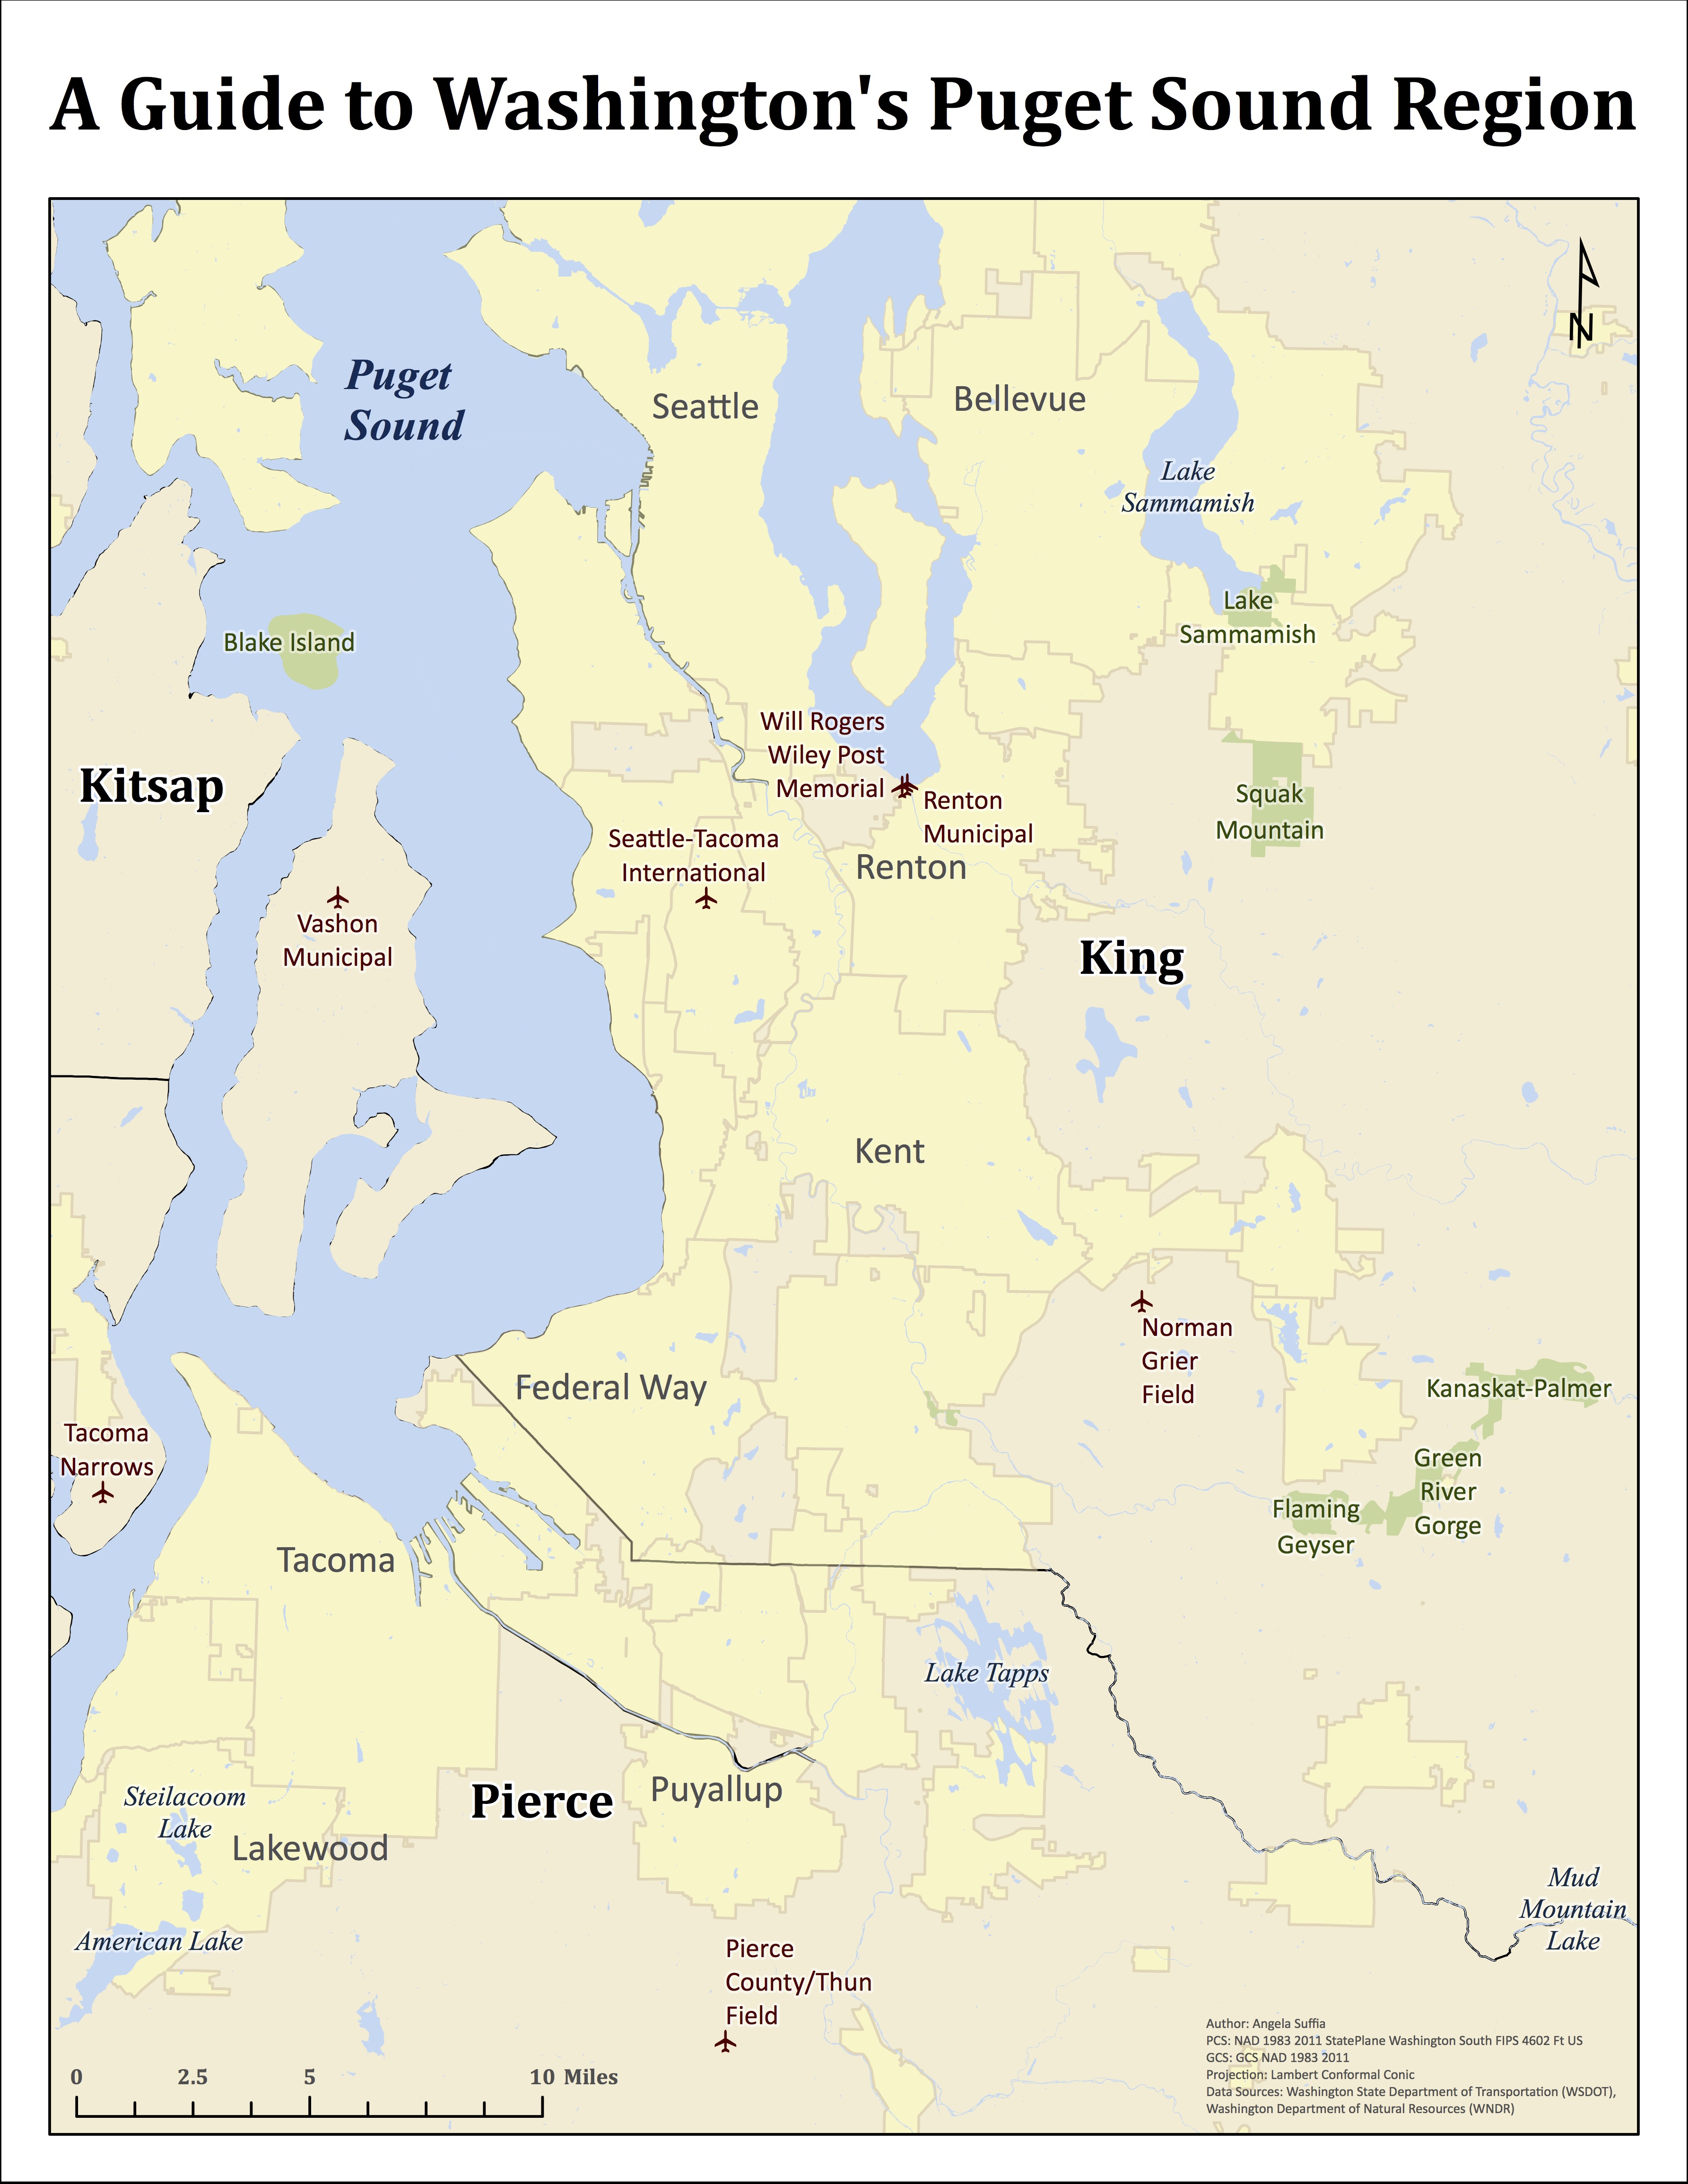 A Guide to Washington's Puget Sound Region
N
Puget
Sound
Seattle
Bellevue
Lake
Sammamish
Lake
Sammamish
Blake Island
Kitsap
Will Rogers
Wiley Post
Memorial
Renton
Municipal
Squak
Mountain
Seattle-Tacoma
International
Renton
Vashon
Municipal
King
Kent
Norman
Grier
Field
Federal Way
Kanaskat-Palmer
Tacoma
Narrows
Green
River
Gorge
Flaming
Geyser
Tacoma
Lake Tapps
Pierce
Puyallup
Steilacoom
Lake
Lakewood
Mud
Mountain
Lake
American Lake
Pierce
County/Thun
Field
Author: Angela Suffia
PCS: NAD 1983 2011 StatePlane Washington South FIPS 4602 Ft US
GCS: GCS NAD 1983 2011
Projection: Lambert Conformal Conic
Data Sources: Washington State Department of Transportation (WSDOT),
Washington Department of Natural Resources (WNDR)
0 2.5 5 10 Miles